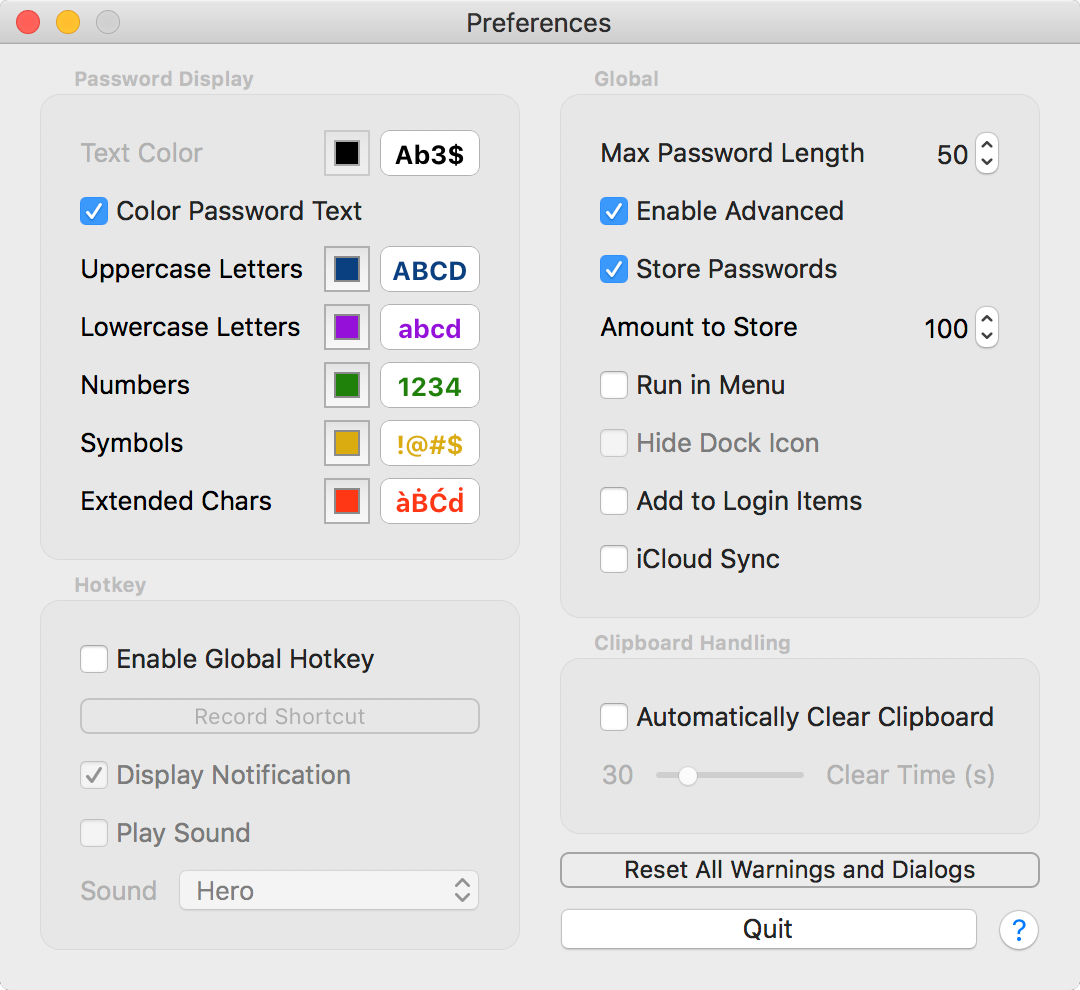 Preferences
Password Display
Text Color
Ab3$
Color Password Text
Uppercase Letters
ABCD
Lowercase Letters
abcd
Numbers
1234
Symbols
!@#$
Extended Chars
àḂĆḋ
Hotkey
Enable Global Hotkey
Record Shortcut
Display Notification
Play Sound
Sound
Hero
Global
Max Password Length
50
Enable Advanced
Store Passwords
Amount to Store
100
Run in Menu
Hide Dock Icon
Add to Login Items
iCloud Sync
Clipboard Handling
Automatically Clear Clipboard
30
Clear Time (s)
Reset All Warnings and Dialogs
Quit
?